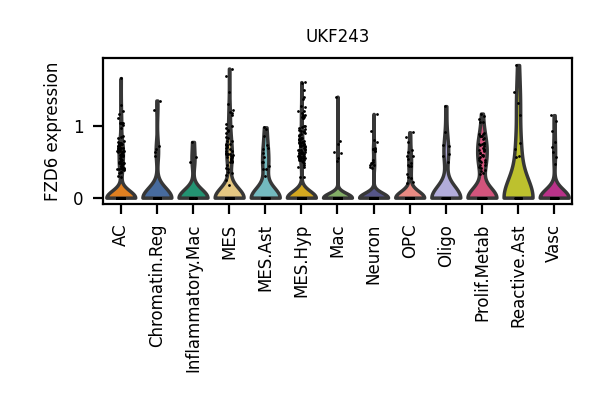 UKF243
FZD6 expression
1
0
AC
Chromatin.Reg
Inflammatory.Mac
MES
MES.Ast
MES.Hyp
Mac
Neuron
OPC
Oligo
Prolif.Metab
Reactive.Ast
Vasc